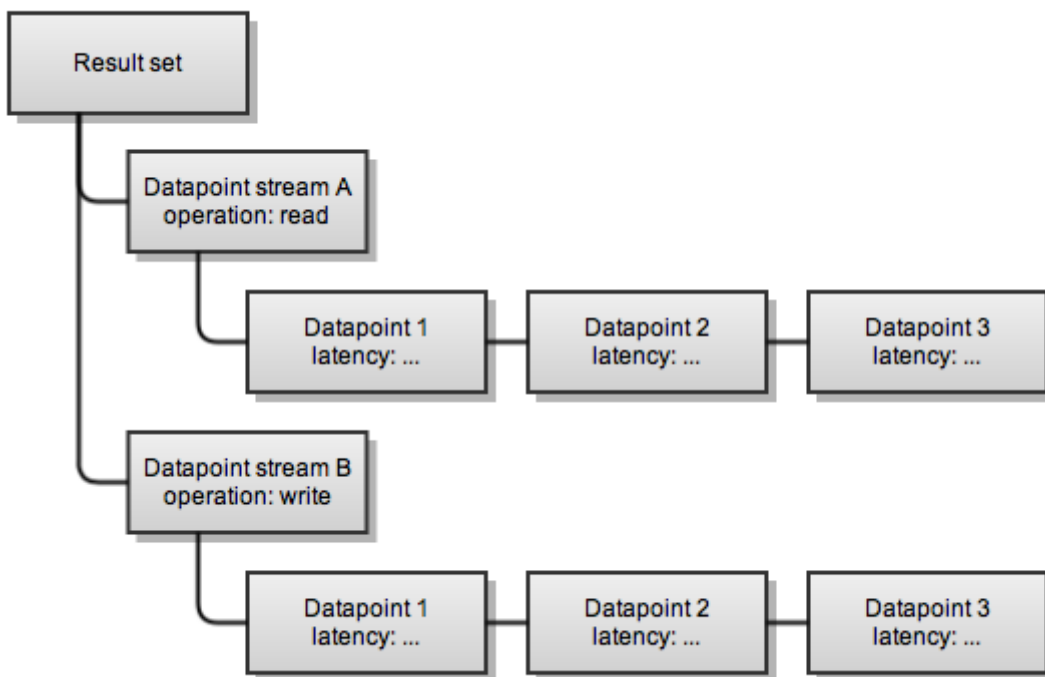 Result set
Datapoint stream A
operation: read
Datapoint 1
latency: ...
Datapoint 2
latency: ...
Datapoint 3
latency: ...
Datapoint stream B
operation: write
Datapoint 1
latency: ...
Datapoint 2
latency: ...
Datapoint 3
latency: ...